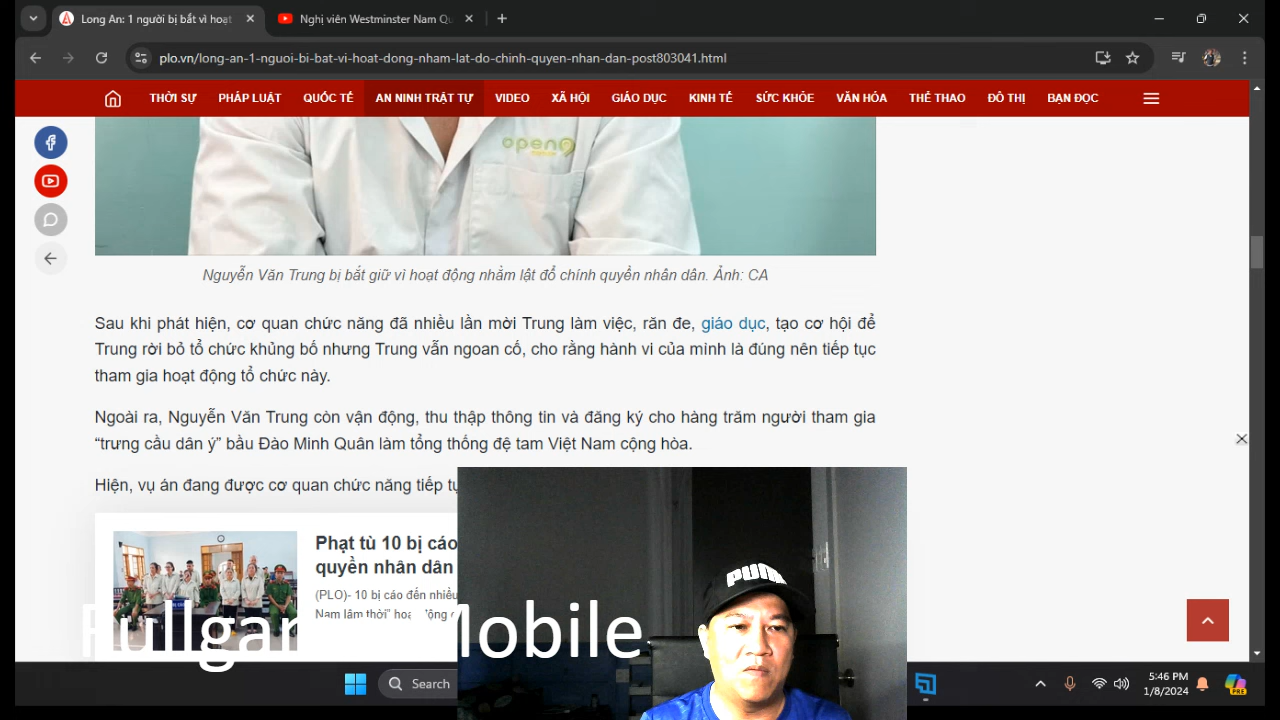 Long An: 1 người bị bắt vì hoạt
Nghị viên Westminster Nam Qu
plo.vn/long-an-1-nguoi-bi-bat-vi-hoat-dong-nham-lat-do-chinh-quyen-nhan-dan-post803041.html
THỜI SỰ PHÁP LUẬT QUỐC TẾ AN NINH TRẬT TỰ VIDEO XÃ HỘI GIÁO DỤC KINH TẾ SỨC KHỎE VĂN HÓA THỂ THAO ĐÔ THỊ BẠN ĐỌC
open
Nguyễn Văn Trung bị bắt giữ vì hoạt động nhằm lật đổ chính quyền nhân dân. Ảnh: CA
Sau khi phát hiện, cơ quan chức năng đã nhiều lần mời Trung làm việc, răn đe, giáo dục, tạo cơ hội để
Trung rời bỏ tổ chức khủng bố nhưng Trung vẫn ngoan cố, cho rằng hành vi của mình là đúng nên tiếp tục
tham gia hoạt động tổ chức này.
Ngoài ra, Nguyễn Văn Trung còn vận động, thu thập thông tin và đăng ký cho hàng trăm người tham gia
“trưng cầu dân ý” bầu Đào Minh Quân làm tổng thống đệ tam Việt Nam cộng hòa.
Hiện, vụ án đang được cơ quan chức năng tiếp tụ
Phạt tù 10 bị cáo
quyền nhân dân
(PLO)- 10 bị cáo đến nhiều
Nam lâm thời” hoạt động
PUMA
Mobile
Search
5:46 PM
1/8/2024
PRE